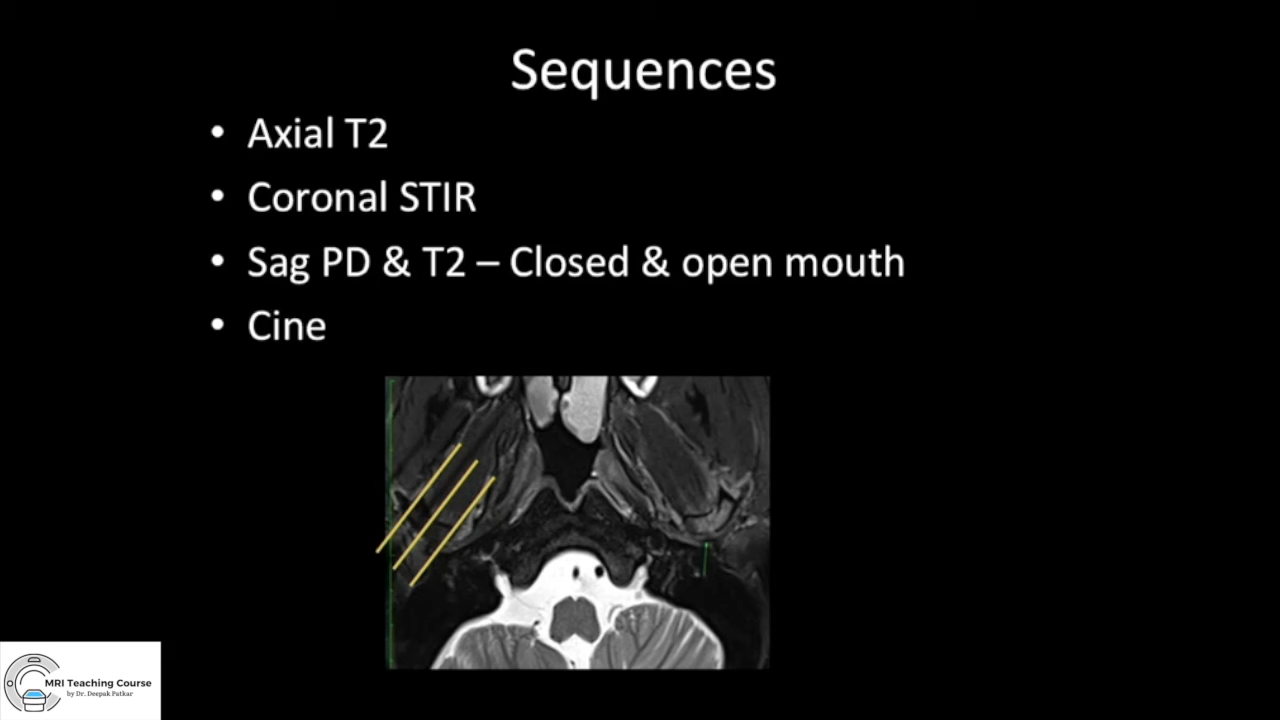 Sequences
• Axial T2
• Coronal STIR
• Sag PD & T2 – Closed & open mouth
• Cine
MRI Teaching Course
by Dr. Deepak Patkar